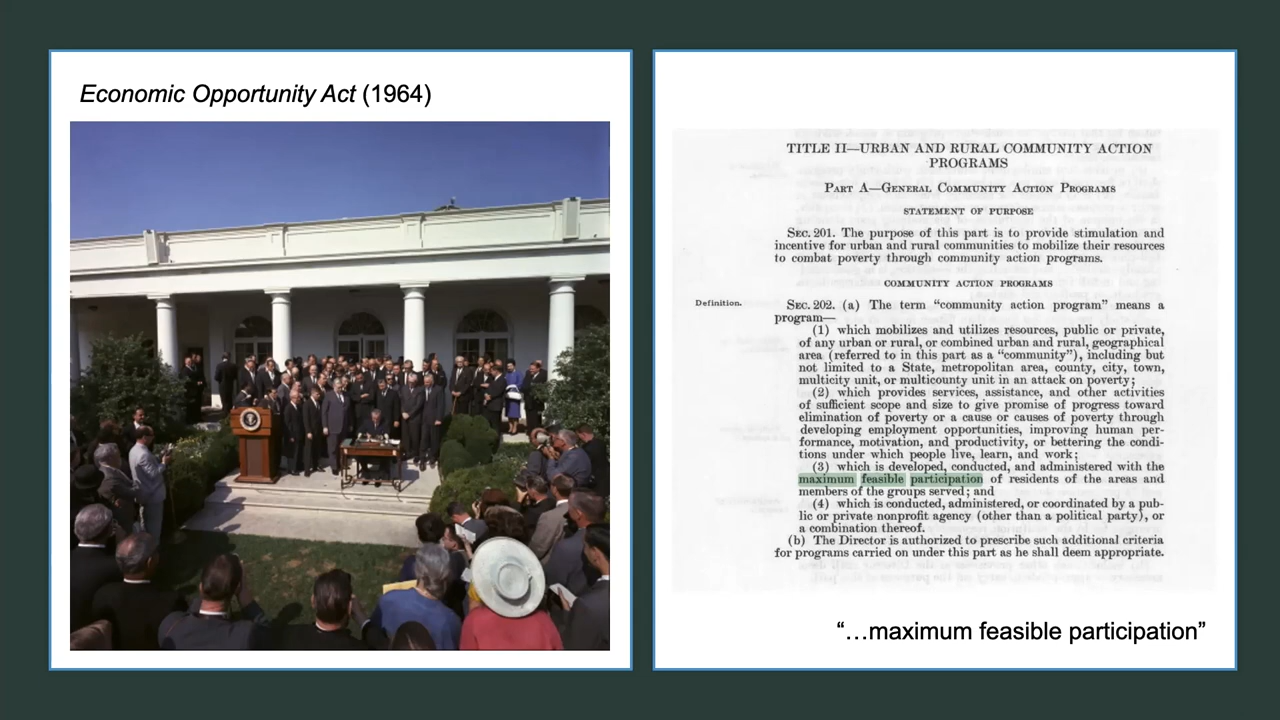 Economic Opportunity Act (1964)
TITLE II—URBAN AND RURAL COMMUNITY ACTION
PROGRAMS
PART A—GENERAL COMMUNITY ACTION PROGRAMS
STATEMENT OF PURPOSE
SEC. 201. The purpose of this part is to provide stimulation and
incentive for urban and rural communities to mobilize their resources
to combat poverty through community action programs.
COMMUNITY ACTION PROGRAMS
Definition.
SEC. 202. (a) The term “community action program” means a
program—
(1) which mobilizes and utilizes resources, public or private,
of any urban or rural, or combined urban and rural, geographical
area (referred to in this part as a “community”), including but
not limited to a State, metropolitan area, county, city, town,
multicity unit, or multicounty unit in an attack on poverty;
(2) which provides services, assistance, and other activities
of sufficient scope and size to give promise of progress toward
elimination of poverty or a cause or causes of poverty through
developing employment opportunities, improving human per-
formance, motivation, and productivity, or bettering the condi-
tions under which people live, learn, and work;
(3) which is developed, conducted, and administered with the
maximum feasible participation of residents of the areas and
members of the groups served; and
(4) which is conducted, administered, or coordinated by a pub-
lic or private nonprofit agency (other than a political party), or
a combination thereof.
(b) The Director is authorized to prescribe such additional criteria
for programs carried on under this part as he shall deem appropriate.
“…maximum feasible participation”